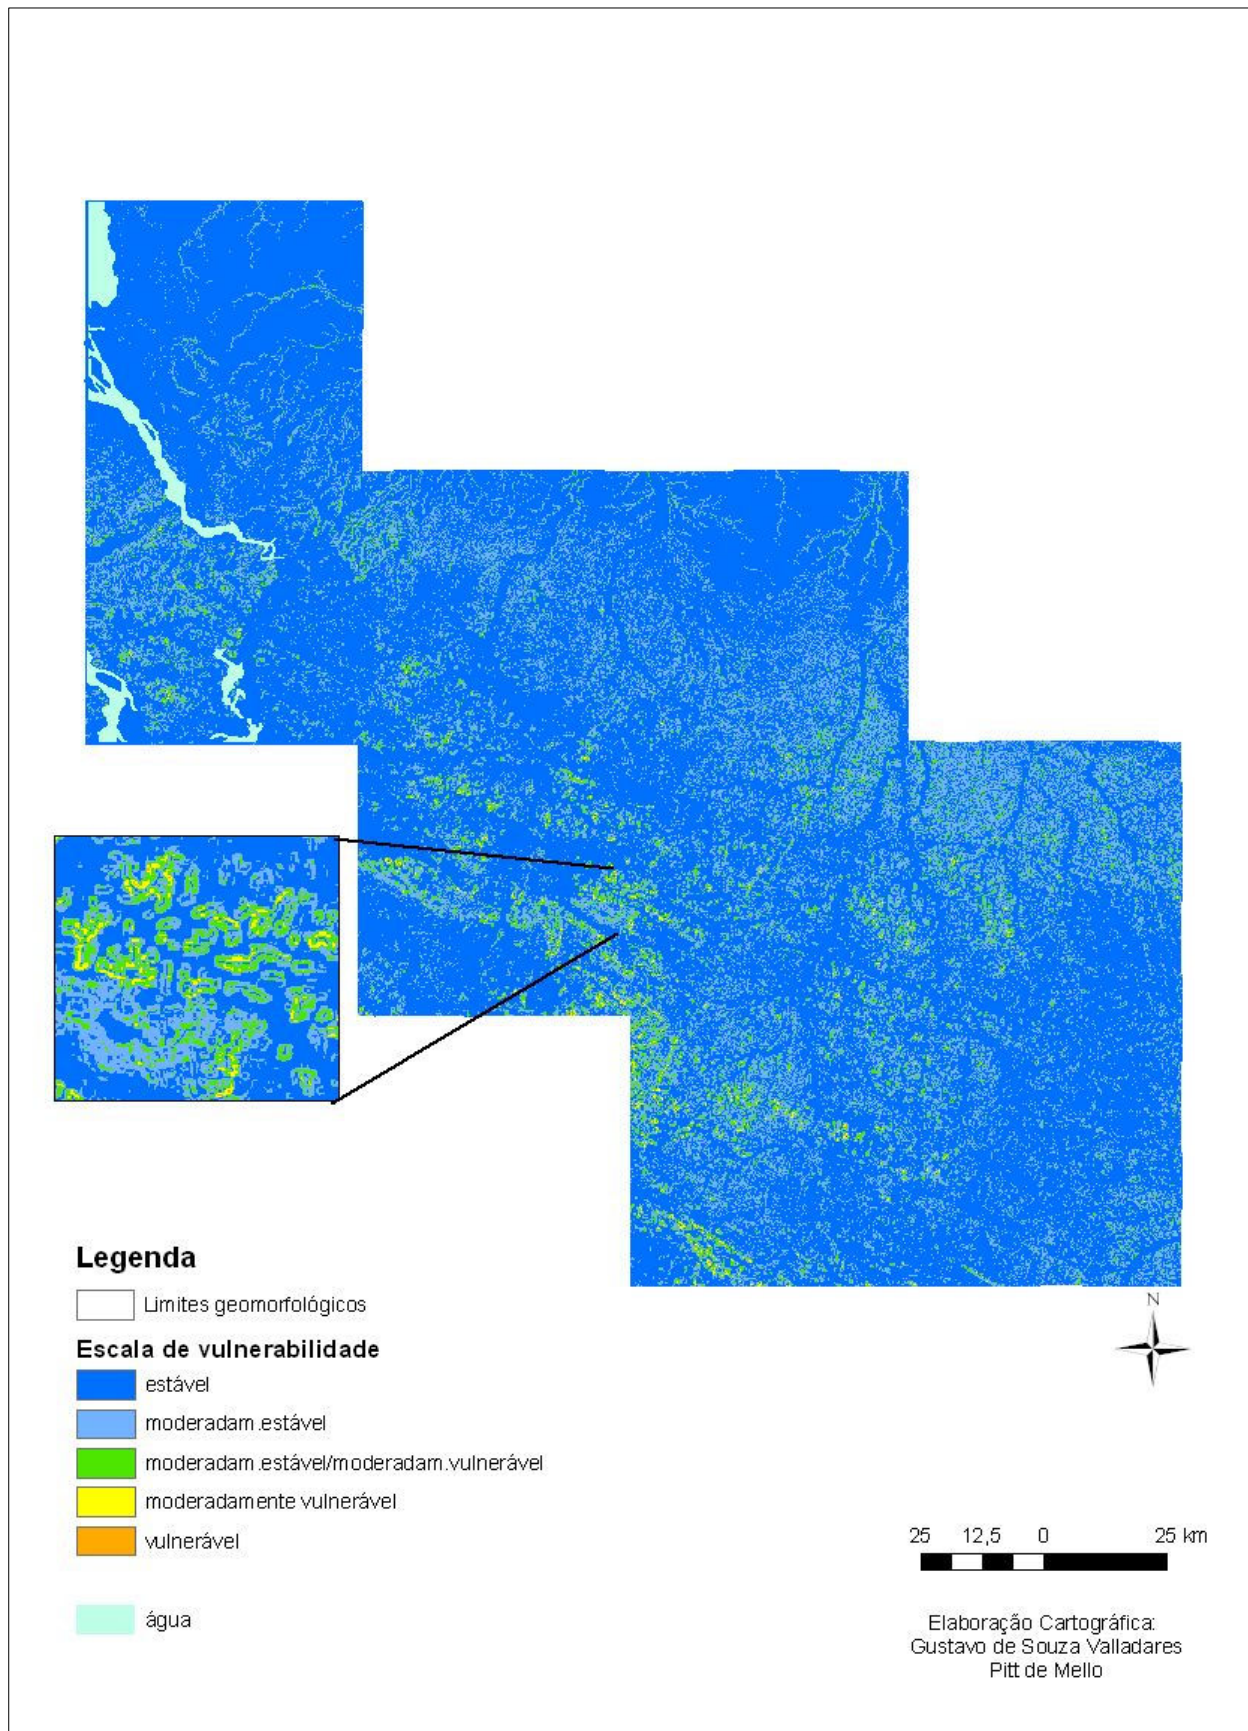 Legenda
Limites geomorfológicos
Escala de vulnerabilidade
estável
moderadam.estável
moderadam.estável/moderadam.vulnerável
moderadamente vulnerável
vulnerável
água
N
25 12,5 0 25 km
Elaboração Cartográfica:
Gustavo de Souza Valladares
Pitt de Mello